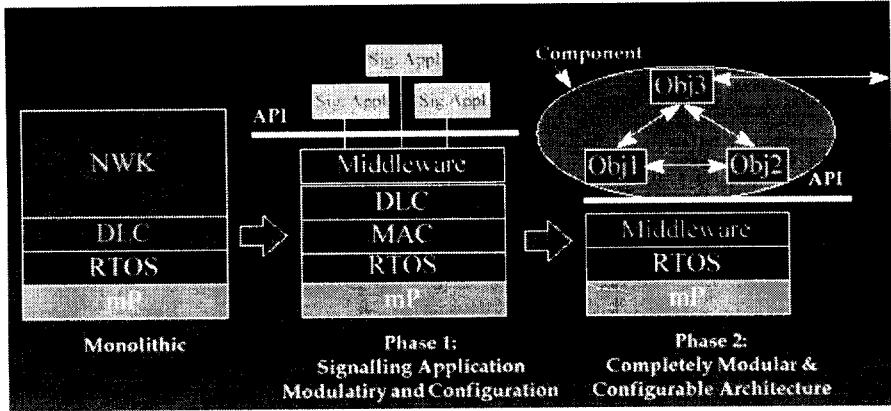 NWK
DLC
RTOS
mP
Monolithic
Sig. Appl
Sig. Appl
Sig. Appl
API
Middleware
DLC
MAC
RTOS
mP
Phase 1:
Signalling Application
Modulatiry and Configuration
Component
Obj3
Obj1
Obj2
API
Middleware
RTOS
mP
Phase 2:
Completely Modular &
Configurable Architecture